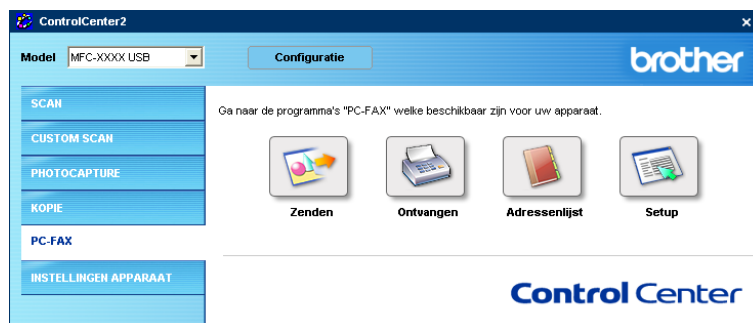 ControlCenter2
Model MFC-XXXX USB Configuratie brother
SCAN
CUSTOM SCAN
PHOTOCAPTURE
KOPIE
PC-FAX
INSTELLINGEN APPARAAT
Ga naar de programma's "PC-FAX" welke beschikbaar zijn voor uw apparaat.
Zenden Ontvangen Adressenlijst Setup
Control Center